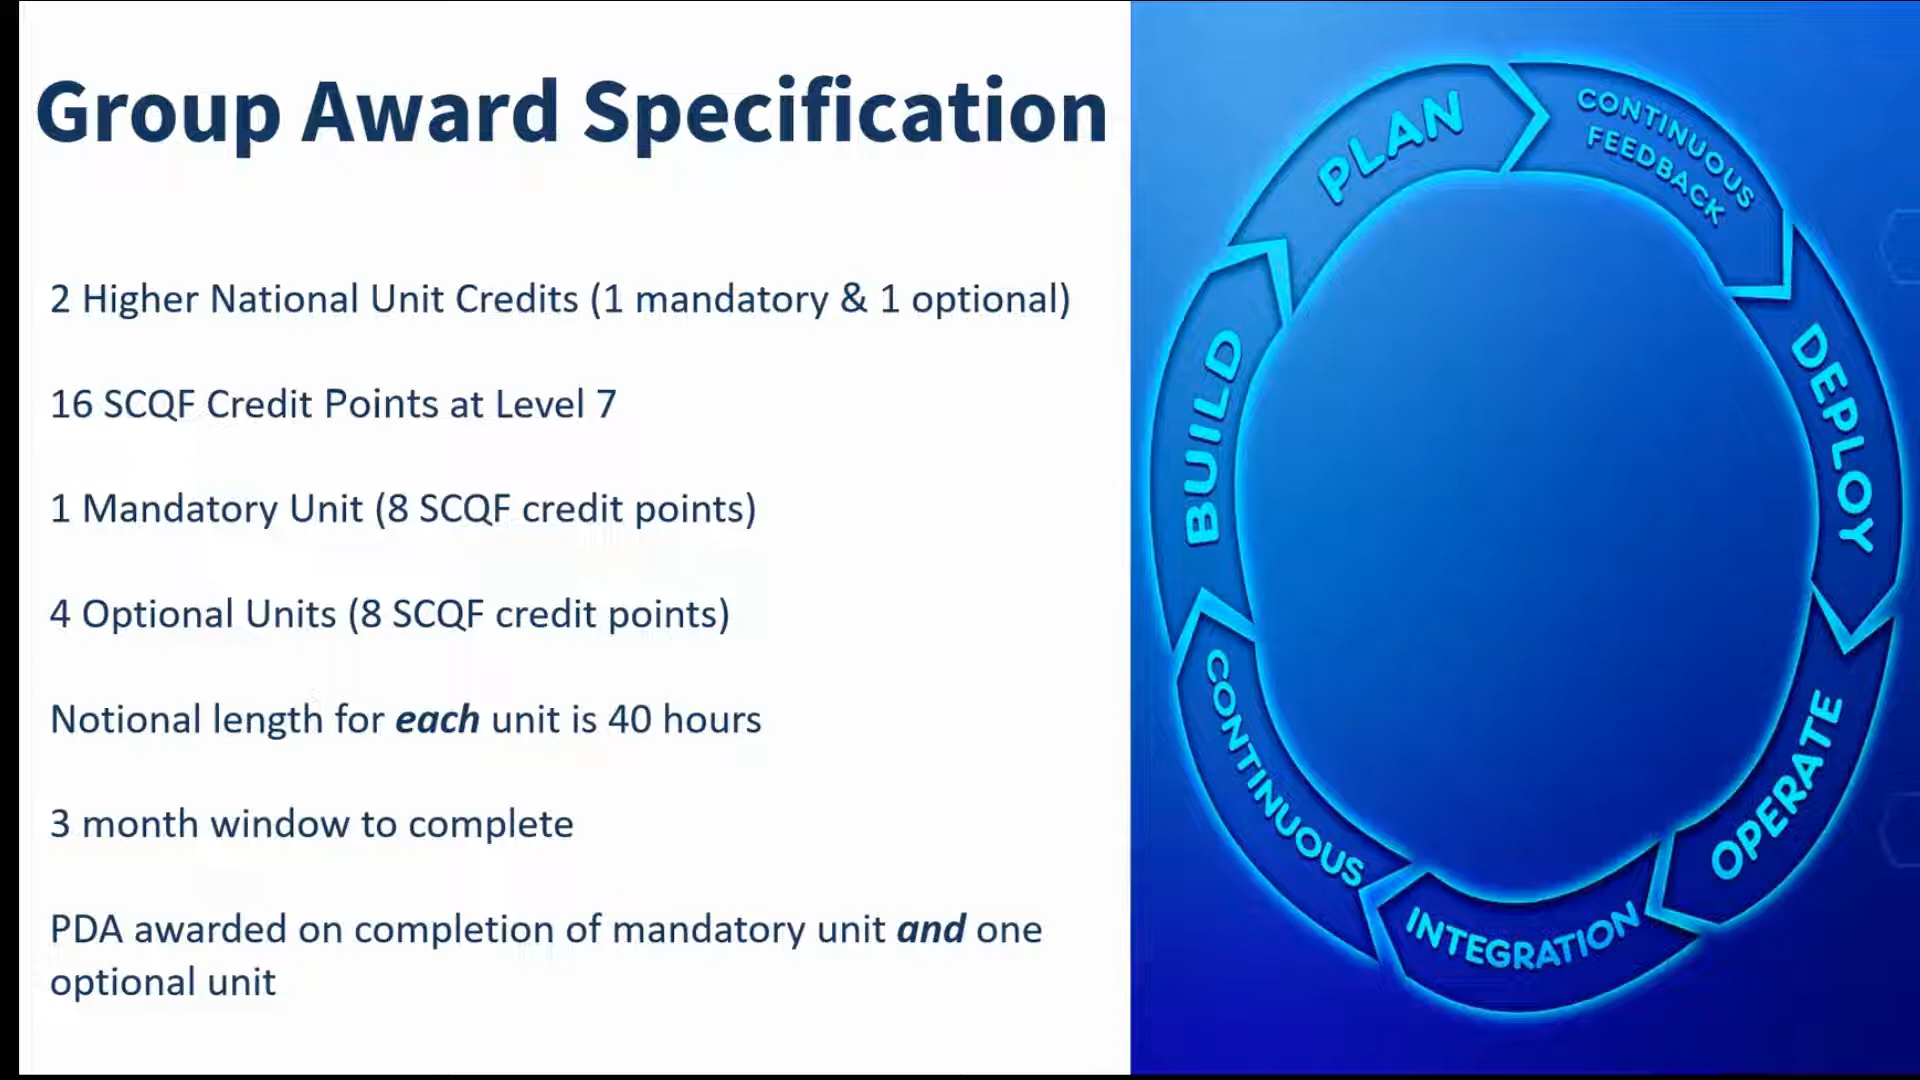 Group Award Specification
2 Higher National Unit Credits (1 mandatory & 1 optional)
16 SCQF Credit Points at Level 7
1 Mandatory Unit (8 SCQF credit points)
4 Optional Units (8 SCQF credit points)
Notional length for each unit is 40 hours
3 month window to complete
PDA awarded on completion of mandatory unit and one
optional unit
PLAN
CONTINUOUS
FEEDBACK
DEPLOY
OPERATE
INTEGRATION
CONTINUOUS
BUILD